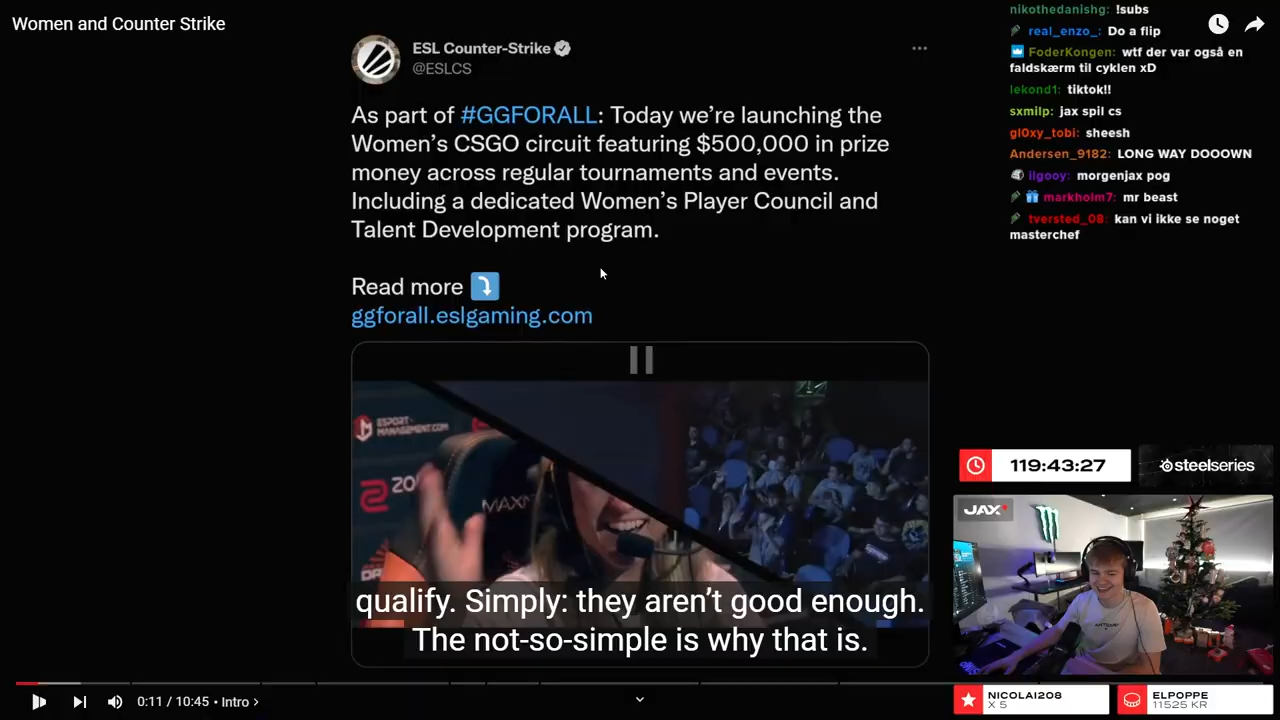 Women and Counter Strike
ESL Counter-Strike
@ESLCS
As part of #GGFORALL: Today we're launching the
Women's CSGO circuit featuring $500,000 in prize
money across regular tournaments and events.
Including a dedicated Women's Player Council and
Talent Development program.
Read more ⤵
ggforall.eslgaming.com
ESPORT-
MANAGEMENT.COM
ZO
MAXN
qualify. Simply: they aren't good enough.
The not-so-simple is why that is.
0:11 / 10:45 • Intro >
nikothedanishg: !subs
real_enzo_: Do a flip
FoderKongen: wtf der var også en
faldskærm til cyklen xD
lekond1: tiktok!!
sxmilp: jax spil cs
gl0xy_tobi: sheesh
Andersen_9182: LONG WAY DOOOWN
iigooy: morgenjax pog
markholm7: mr beast
tversted_08: kan vi ikke se noget
masterchef
119:43:27
steelseries
JAX
NICOLAI208
X 5
ELPOPPE
11525 KR